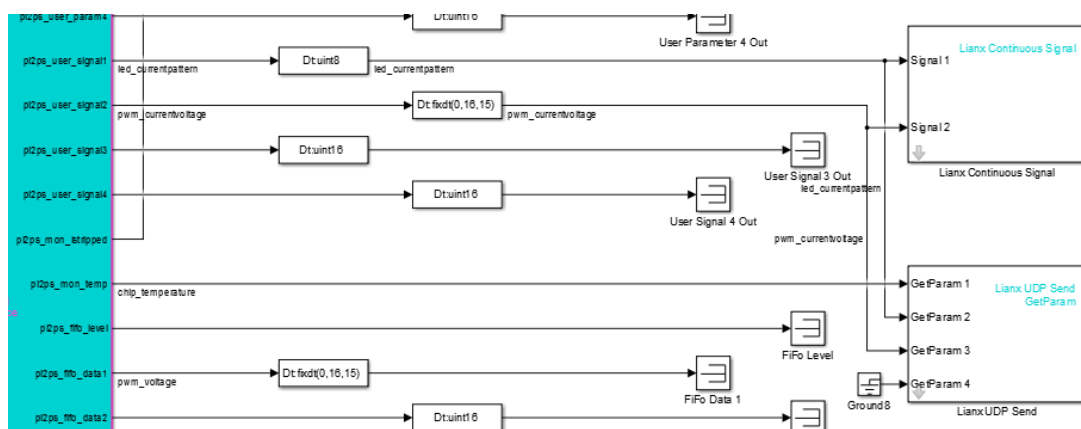 pl2ps_user_param4
Dt:uint16
User Parameter 4 Out
pl2ps_user_signal1
led_currentpattern
Dt:uint8
led_currentpattern
Signal 1
Lianx Continuous Signal
pl2ps_user_signal2
pwm_currentvoltage
Dt:fixdt(0,16,15)
pwm_currentvoltage
Signal 2
Lianx Continuous Signal
pl2ps_user_signal3
Dt:uint16
User Signal 3 Out
led_currentpattern
pl2ps_user_signal4
Dt:uint16
User Signal 4 Out
pl2ps_mon_lstripped
pwm_currentvoltage
pl2ps_mon_temp
chip_temperature
GetParam 1
Lianx UDP Send
GetParam
GetParam 2
pl2ps_fifo_level
FiFo Level
GetParam 3
pl2ps_fifo_data1
pwm_voltage
Dt:fixdt(0,16,15)
FiFo Data 1
Ground8
GetParam 4
Lianx UDP Send
pl2ps_fifo_data2
Dt:uint16